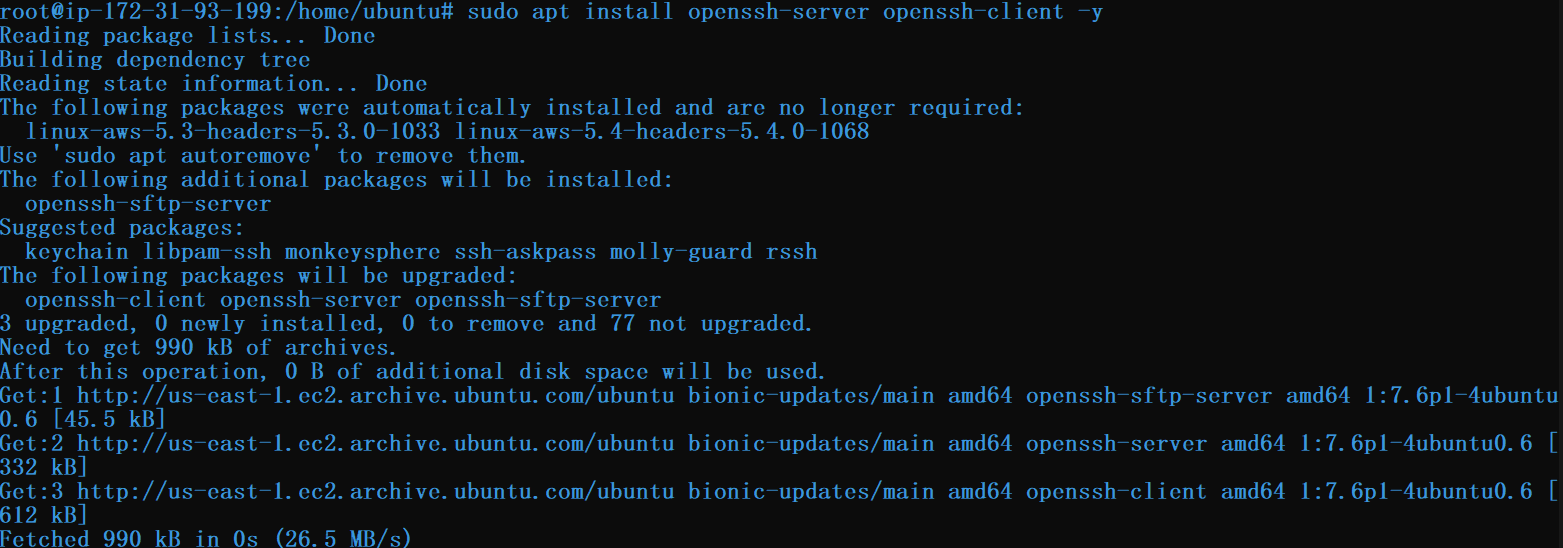 root@ip-172-31-93-199:/home/ubuntu# sudo apt install openssh-server openssh-client -y
Reading package lists... Done
Building dependency tree
Reading state information... Done
The following packages were automatically installed and are no longer required:
  linux-aws-5.3-headers-5.3.0-1033 linux-aws-5.4-headers-5.4.0-1068
Use 'sudo apt autoremove' to remove them.
The following additional packages will be installed:
  openssh-sftp-server
Suggested packages:
  keychain libpam-ssh monkeysphere ssh-askpass molly-guard rssh
The following packages will be upgraded:
  openssh-client openssh-server openssh-sftp-server
3 upgraded, 0 newly installed, 0 to remove and 77 not upgraded.
Need to get 990 kB of archives.
After this operation, 0 B of additional disk space will be used.
Get:1 http://us-east-1.ec2.archive.ubuntu.com/ubuntu bionic-updates/main amd64 openssh-sftp-server amd64 1:7.6p1-4ubuntu
0.6 [45.5 kB]
Get:2 http://us-east-1.ec2.archive.ubuntu.com/ubuntu bionic-updates/main amd64 openssh-server amd64 1:7.6p1-4ubuntu0.6 [
332 kB]
Get:3 http://us-east-1.ec2.archive.ubuntu.com/ubuntu bionic-updates/main amd64 openssh-client amd64 1:7.6p1-4ubuntu0.6 [
612 kB]
Fetched 990 kB in 0s (26.5 MB/s)